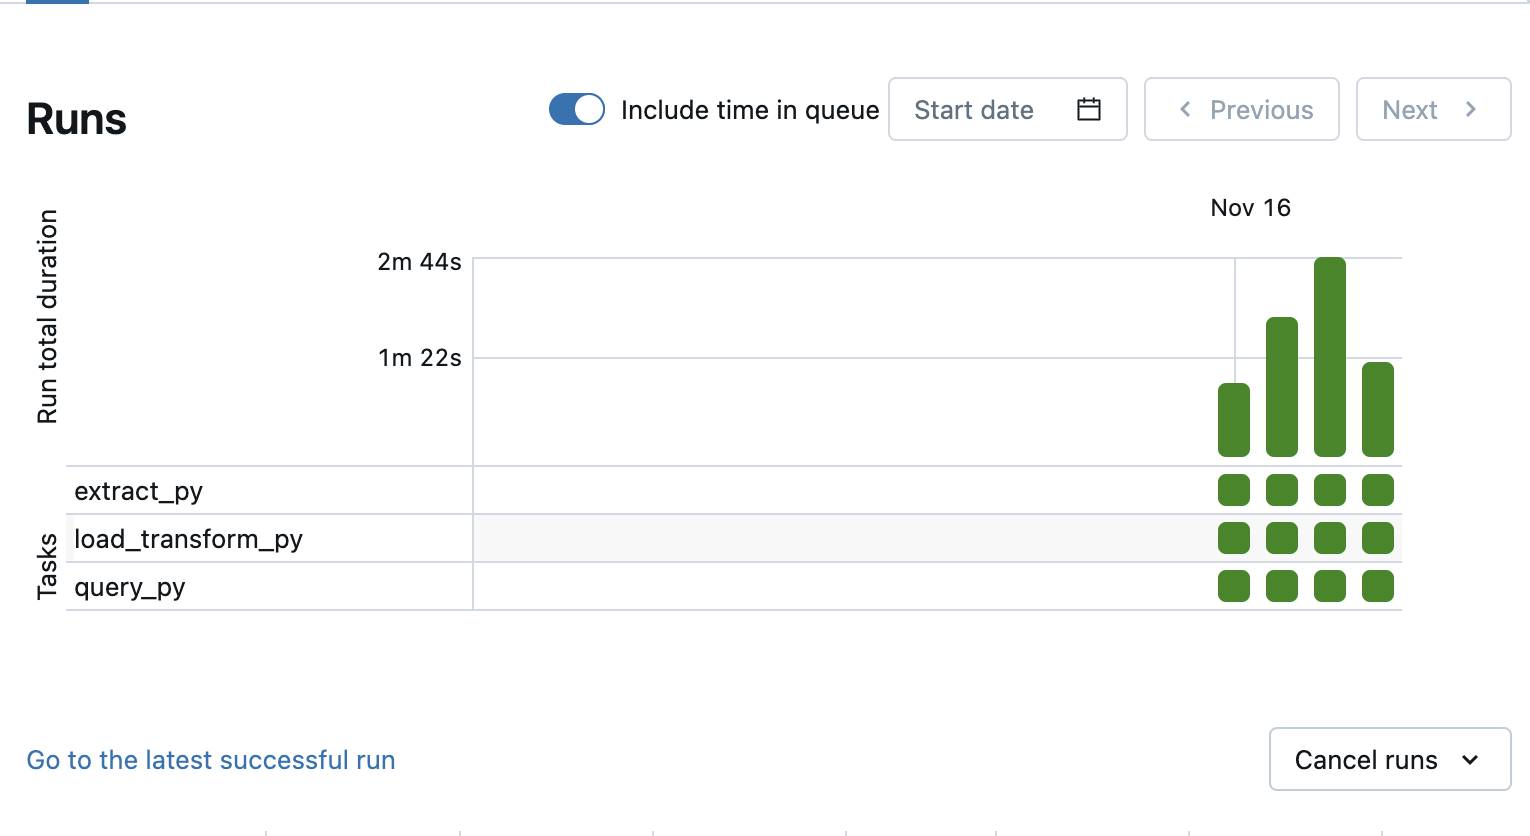 Runs
Include time in queue
Start date
Previous
Next
Nov 16
Run total duration
2m 44s
1m 22s
Tasks
extract_py
load_transform_py
query_py
Go to the latest successful run
Cancel runs